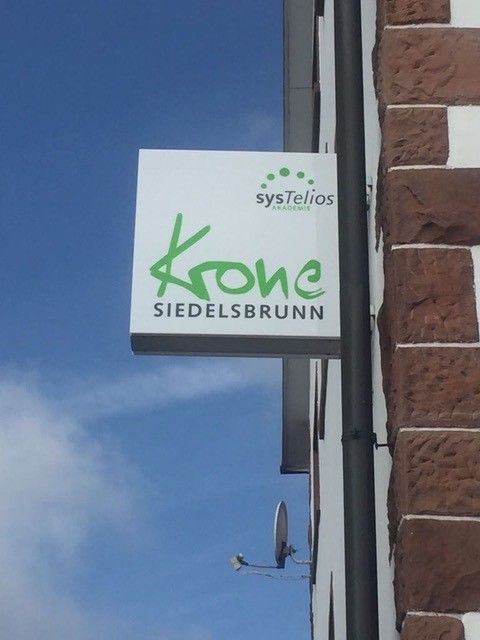 sysTelios
AKADEMIE
Krone
SIEDELSBRUNN